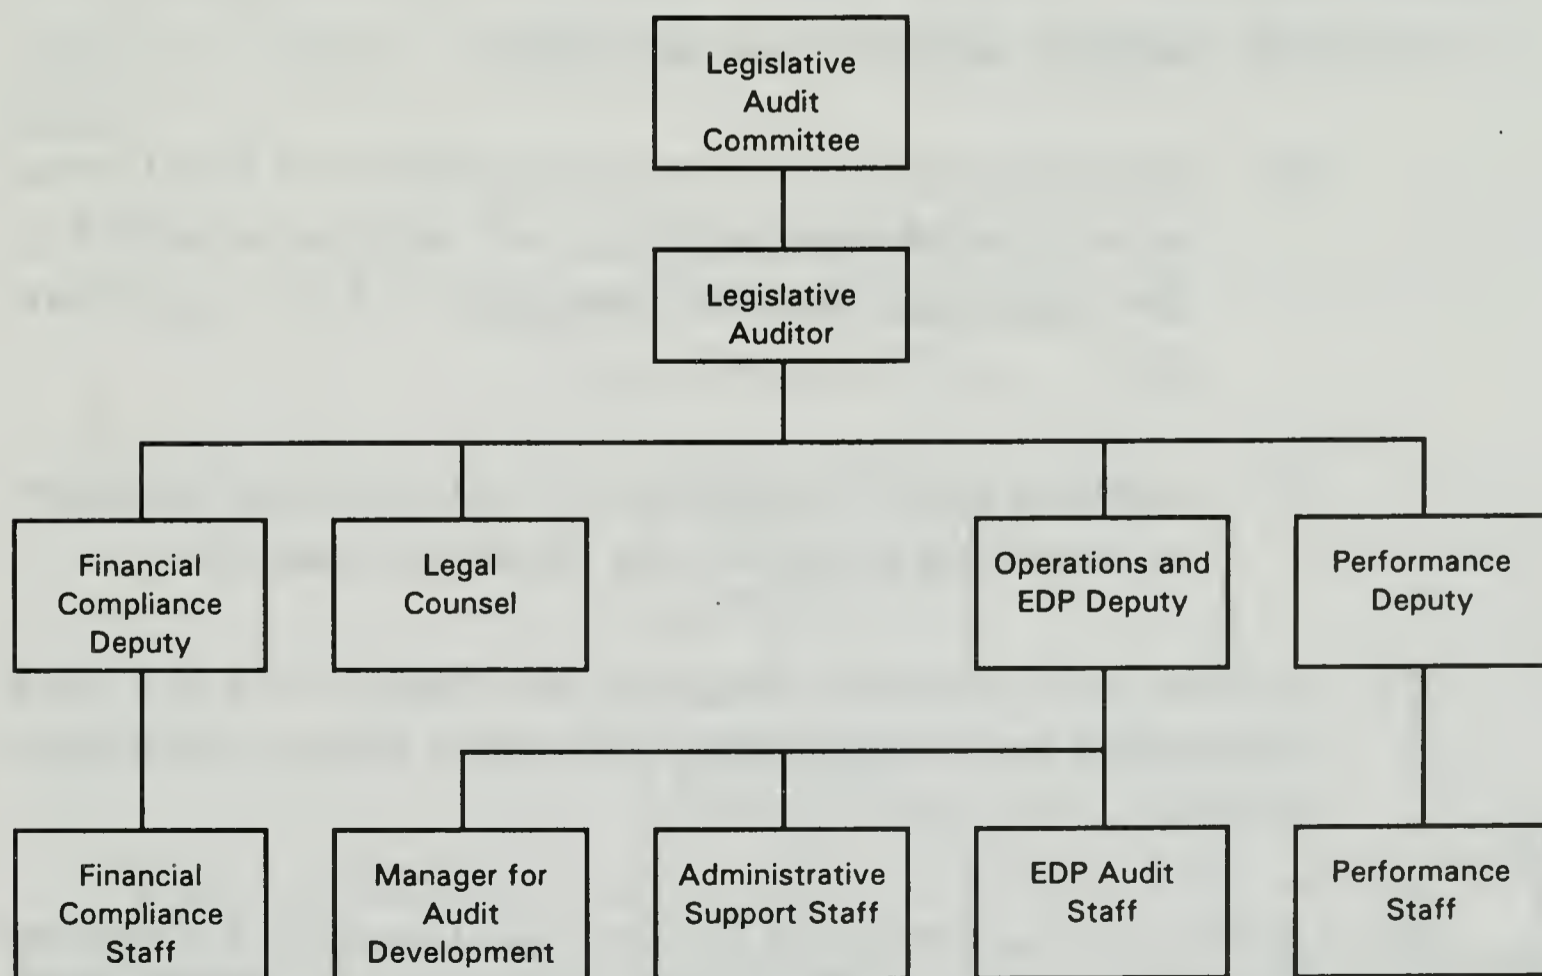 Legislative
Audit
Committee
Legislative
Auditor
Financial
Compliance
Deputy
Legal
Counsel
Operations and
EDP Deputy
Performance
Deputy
Financial
Compliance
Staff
Manager for
Audit
Development
Administrative
Support Staff
EDP Audit
Staff
Performance
Staff